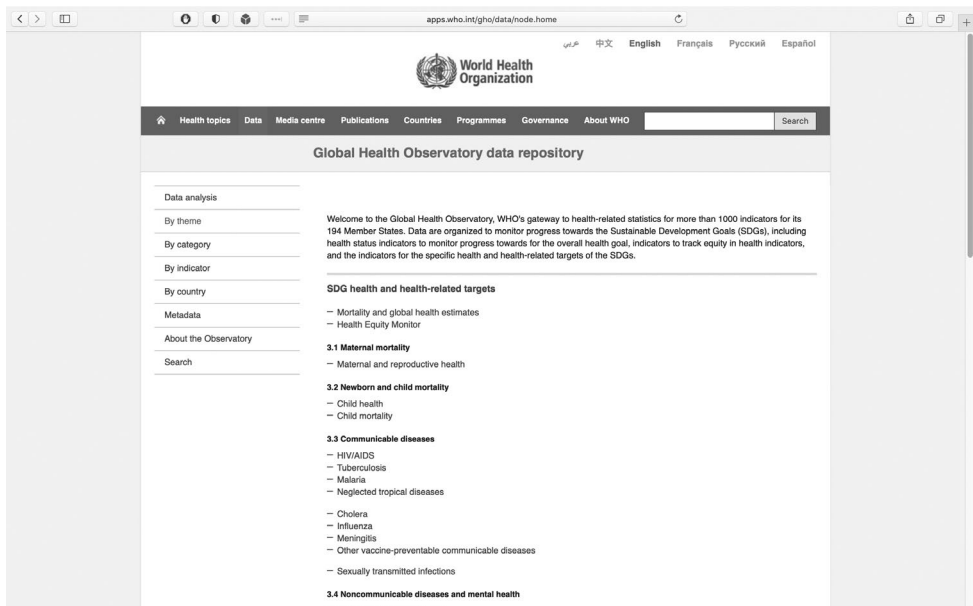 apps.who.int/gho/data/node.home
عربي 中文 English Français Русский Español
World Health
Organization
Health topics Data Media centre Publications Countries Programmes Governance About WHO Search
Global Health Observatory data repository
Data analysis
By theme
By category
By indicator
By country
Metadata
About the Observatory
Search
Welcome to the Global Health Observatory, WHO's gateway to health-related statistics for more than 1000 indicators for its
194 Member States. Data are organized to monitor progress towards the Sustainable Development Goals (SDGs), including
health status indicators to monitor progress towards for the overall health goal, indicators to track equity in health indicators,
and the indicators for the specific health and health-related targets of the SDGs.
SDG health and health-related targets
– Mortality and global health estimates
– Health Equity Monitor
3.1 Maternal mortality
– Maternal and reproductive health
3.2 Newborn and child mortality
– Child health
– Child mortality
3.3 Communicable diseases
– HIV/AIDS
– Tuberculosis
– Malaria
– Neglected tropical diseases
– Cholera
– Influenza
– Meningitis
– Other vaccine-preventable communicable diseases
– Sexually transmitted infections
3.4 Noncommunicable diseases and mental health